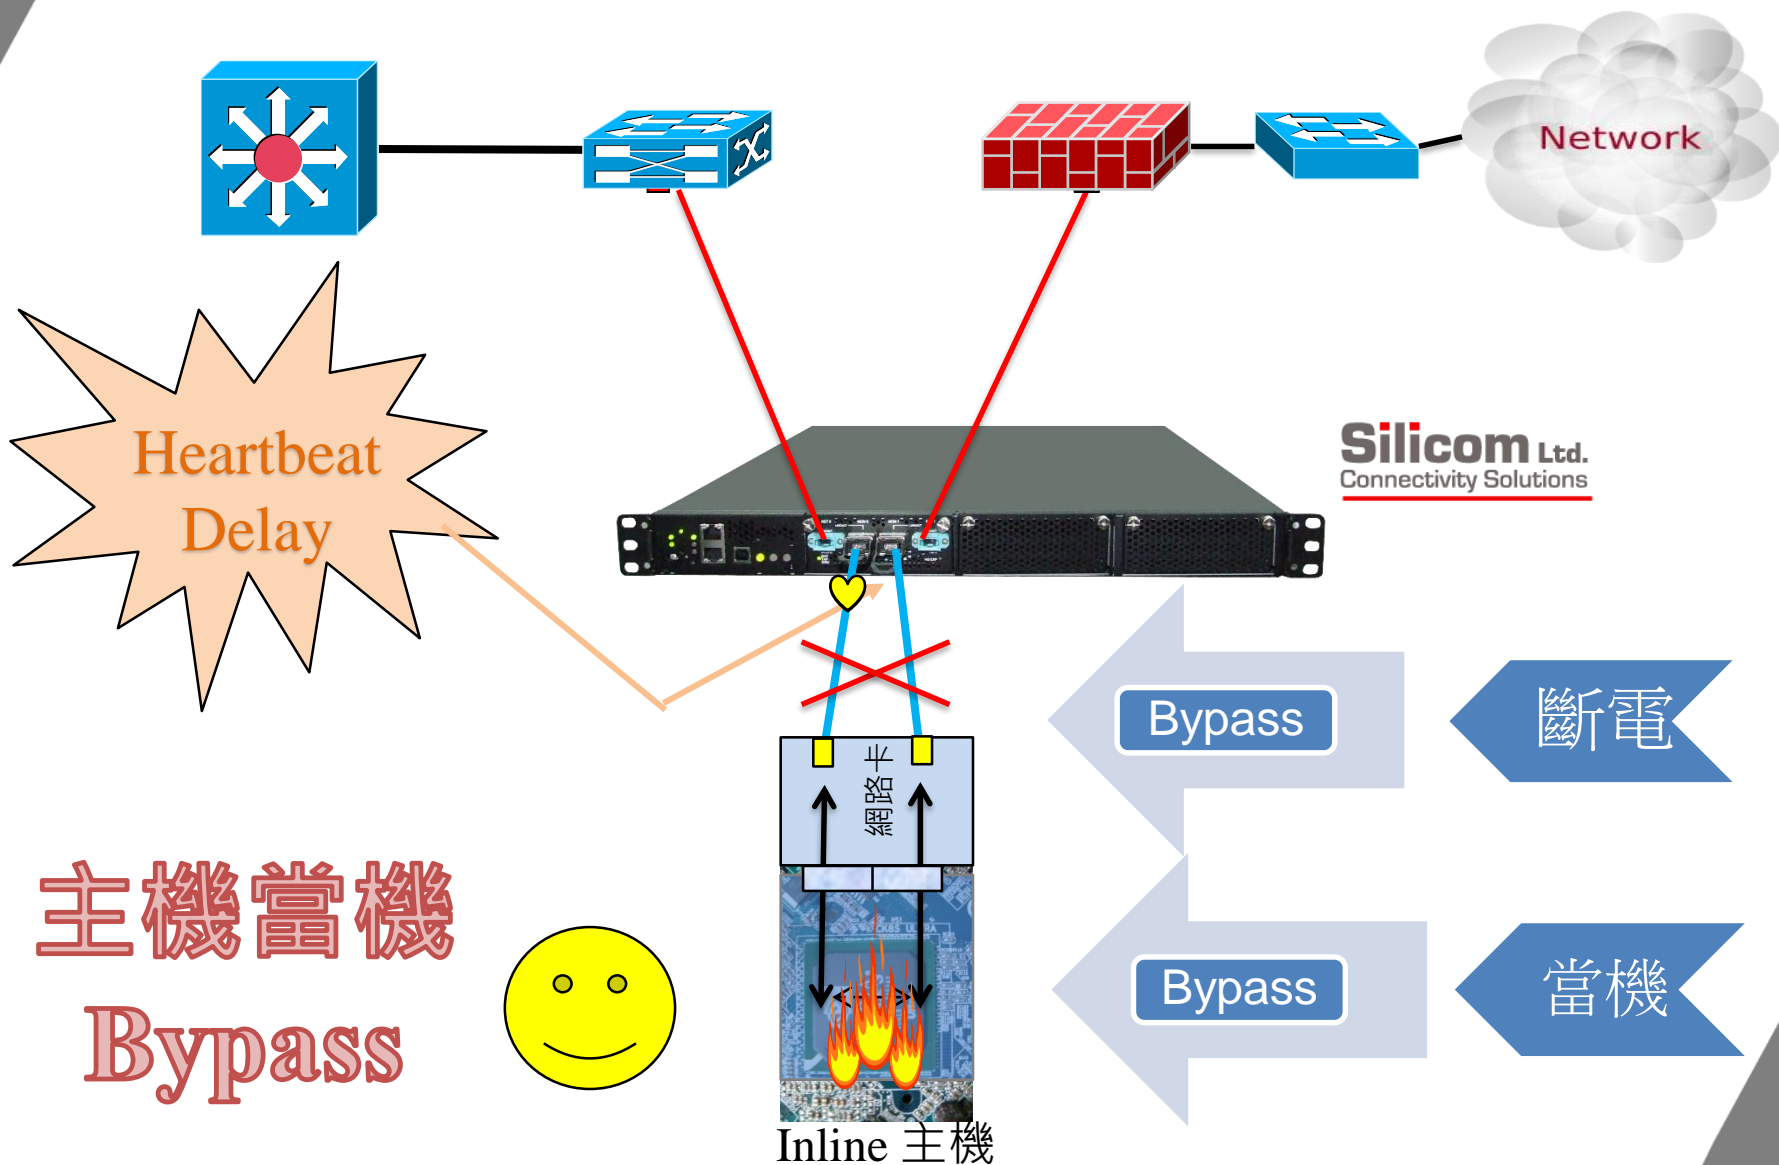 Network
Silicom Ltd.
Connectivity Solutions
Heartbeat
Delay
Bypass
斷電
網路卡
主機當機
Bypass
Bypass
當機
Inline 主機